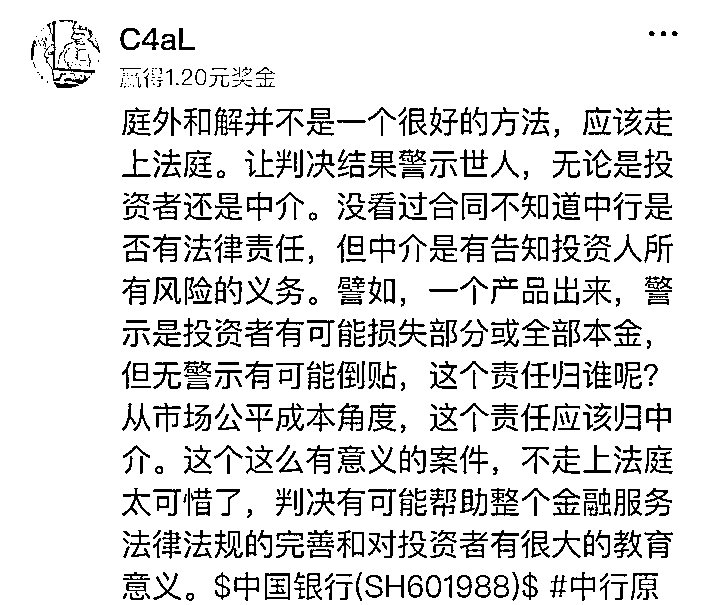 C4aL
赢得1.20元奖金
庭外和解并不是一个很好的方法，应该走
上法庭。让判决结果警示世人，无论是投
资者还是中介。没看过合同不知道中行是
否有法律责任，但中介是有告知投资人所
有风险的义务。譬如，一个产品出来，警
示是投资者有可能损失部分或全部本金，
但无警示有可能倒贴，这个责任归谁呢？
从市场公平成本角度，这个责任应该归中
介。这个这么有意义的案件，不走上法庭
太可惜了，判决有可能帮助整个金融服务
法律法规的完善和对投资者有很大的教育
意义。$中国银行(SH601988)$ #中行原